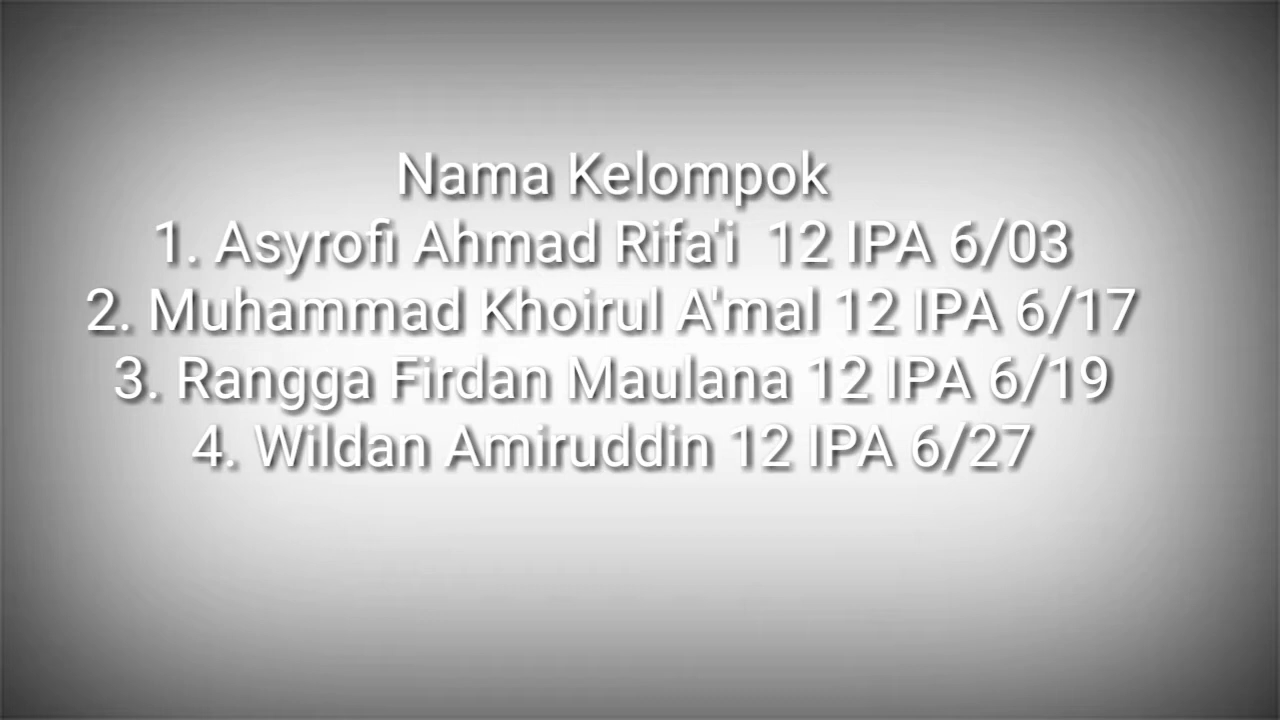 Nama Kelompok
1. Asyrofi Ahmad Rifa'i  12 IPA 6/03
2. Muhammad Khoirul A'mal 12 IPA 6/17
3. Rangga Firdan Maulana 12 IPA 6/19
4. Wildan Amiruddin 12 IPA 6/27